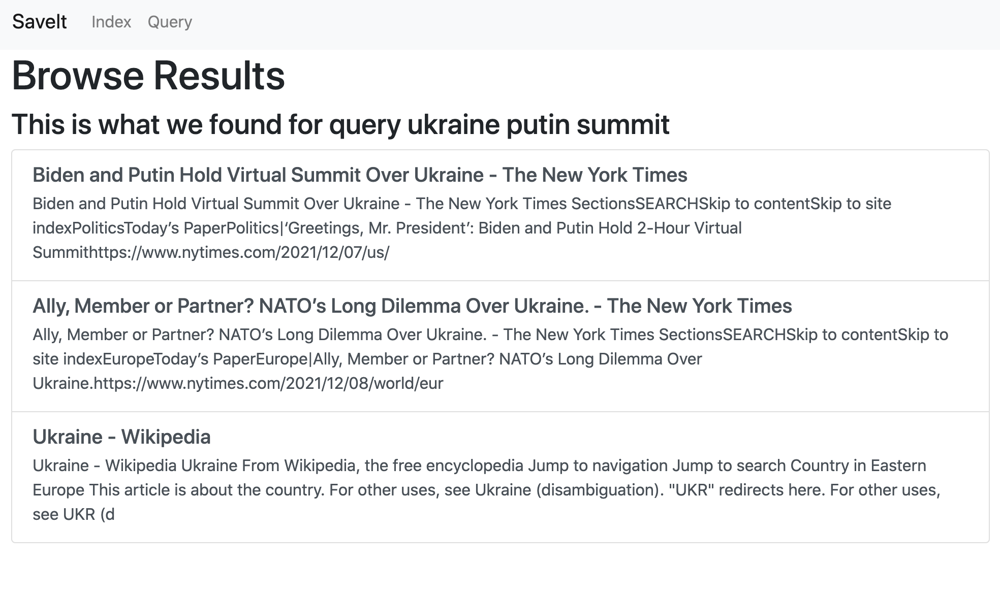 SaveIt Index Query
Browse Results
This is what we found for query ukraine putin summit
Biden and Putin Hold Virtual Summit Over Ukraine - The New York Times
Biden and Putin Hold Virtual Summit Over Ukraine - The New York Times SectionsSEARCHSkip to contentSkip to site
indexPoliticsToday’s PaperPolitics|‘Greetings, Mr. President’: Biden and Putin Hold 2-Hour Virtual
Summithttps://www.nytimes.com/2021/12/07/us/
Ally, Member or Partner? NATO’s Long Dilemma Over Ukraine. - The New York Times
Ally, Member or Partner? NATO’s Long Dilemma Over Ukraine. - The New York Times SectionsSEARCHSkip to contentSkip to
site indexEuropeToday’s PaperEurope|Ally, Member or Partner? NATO’s Long Dilemma Over
Ukraine.https://www.nytimes.com/2021/12/08/world/eur
Ukraine - Wikipedia
Ukraine - Wikipedia Ukraine From Wikipedia, the free encyclopedia Jump to navigation Jump to search Country in Eastern
Europe This article is about the country. For other uses, see Ukraine (disambiguation). "UKR" redirects here. For other uses,
see UKR (d